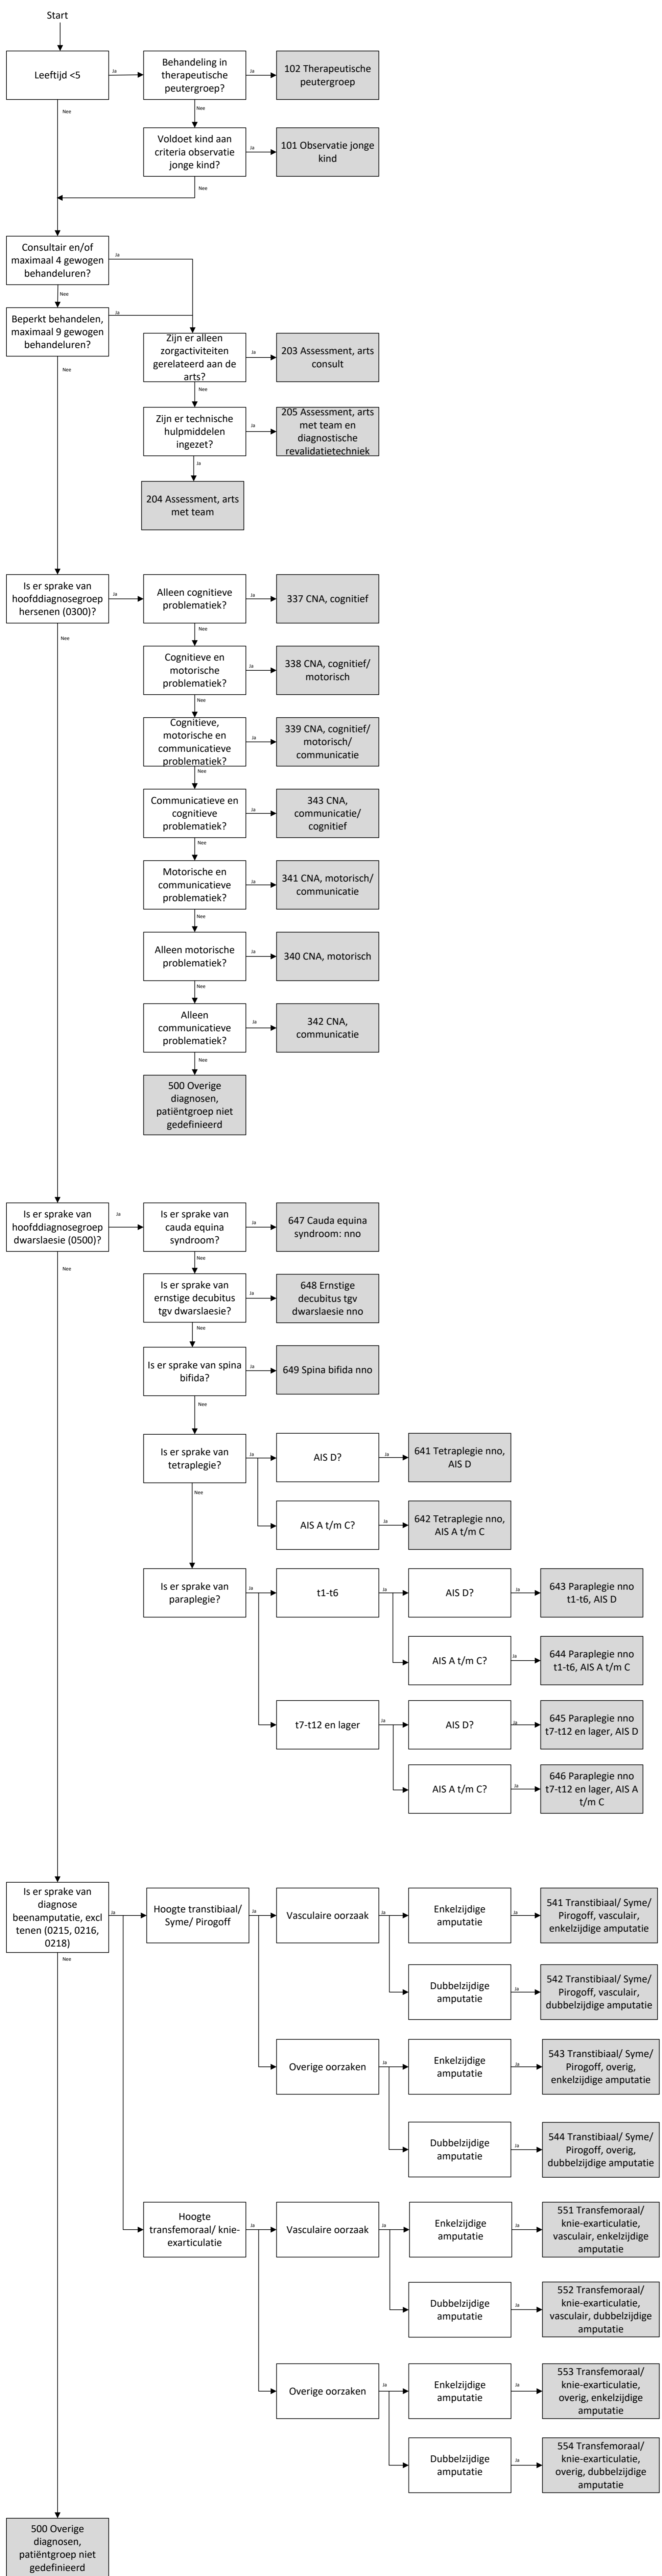 Start
Leeftijd <5
Ja
Behandeling in
therapeutische
peutergroep?
Ja
102 Therapeutische
peutergroep
Nee
Nee
Voldoet kind aan
criteria observatie
jonge kind?
Ja
101 Observatie jonge
kind
Nee
Consultair en/of
maximaal 4 gewogen
behandeluren?
Ja
Nee
Beperkt behandelen,
maximaal 9 gewogen
behandeluren?
Ja
Nee
Zijn er alleen
zorgactiviteiten
gerelateerd aan de
arts?
Ja
203 Assessment, arts
consult
Nee
Zijn er technische
hulpmiddelen
ingezet?
Ja
205 Assessment, arts
met team en
diagnostische
revalidatietechniek
Ja
204 Assessment, arts
met team
Is er sprake van
hoofddiagnosegroep
hersenen (0300)?
Ja
Nee
Alleen cognitieve
problematiek?
Ja
337 CNA, cognitief
Nee
Cognitieve en
motorische
problematiek?
Ja
338 CNA, cognitief/
motorisch
Nee
Cognitieve,
motorische en
communicatieve
problematiek?
Ja
339 CNA, cognitief/
motorisch/
communicatie
Nee
Communicatieve en
cognitieve
problematiek?
Ja
343 CNA,
communicatie/
cognitief
Nee
Motorische en
communicatieve
problematiek?
Ja
341 CNA, motorisch/
communicatie
Nee
Alleen motorische
problematiek?
Ja
340 CNA, motorisch
Nee
Alleen
communicatieve
problematiek?
Ja
342 CNA,
communicatie
Nee
500 Overige
diagnosen,
patiëntgroep niet
gedefinieerd
Is er sprake van
hoofddiagnosegroep
dwarslaesie (0500)?
Ja
Nee
Is er sprake van
cauda equina
syndroom?
Ja
647 Cauda equina
syndroom: nno
Nee
Is er sprake van
ernstige decubitus
tgv dwarslaesie?
Ja
648 Ernstige
decubitus tgv
dwarslaesie nno
Nee
Is er sprake van spina
bifida?
Ja
649 Spina bifida nno
Nee
Is er sprake van
tetraplegie?
Ja
AIS D?
Ja
641 Tetraplegie nno,
AIS D
Nee
AIS A t/m C?
Ja
642 Tetraplegie nno,
AIS A t/m C
Is er sprake van
paraplegie?
Ja
t1-t6
Ja
AIS D?
Ja
643 Paraplegie nno
t1-t6, AIS D
AIS A t/m C?
Ja
644 Paraplegie nno
t1-t6, AIS A t/m C
t7-t12 en lager
Ja
AIS D?
Ja
645 Paraplegie nno
t7-t12 en lager, AIS D
AIS A t/m C?
Ja
646 Paraplegie nno
t7-t12 en lager, AIS A
t/m C
Is er sprake van
diagnose
beenamputatie, excl
tenen (0215, 0216,
0218)
Ja
Nee
Hoogte transtibiaal/
Syme/ Pirogoff
Ja
Vasculaire oorzaak
Ja
Enkelzijdige
amputatie
Ja
541 Transtibiaal/ Syme/
Pirogoff, vasculair,
enkelzijdige amputatie
Dubbelzijdige
amputatie
Ja
542 Transtibiaal/ Syme/
Pirogoff, vasculair,
dubbelzijdige amputatie
Overige oorzaken
Ja
Enkelzijdige
amputatie
Ja
543 Transtibiaal/ Syme/
Pirogoff, overig,
enkelzijdige amputatie
Dubbelzijdige
amputatie
Ja
544 Transtibiaal/ Syme/
Pirogoff, overig,
dubbelzijdige amputatie
Hoogte
transfemoraal/ knie-
exarticulatie
Ja
Vasculaire oorzaak
Ja
Enkelzijdige
amputatie
Ja
551 Transfemoraal/
knie-exarticulatie,
vasculair, enkelzijdige
amputatie
Dubbelzijdige
amputatie
Ja
552 Transfemoraal/
knie-exarticulatie,
vasculair, dubbelzijdige
amputatie
Overige oorzaken
Ja
Enkelzijdige
amputatie
Ja
553 Transfemoraal/
knie-exarticulatie,
overig, enkelzijdige
amputatie
Dubbelzijdige
amputatie
Ja
554 Transfemoraal/
knie-exarticulatie,
overig, dubbelzijdige
amputatie
500 Overige
diagnosen,
patiëntgroep niet
gedefinieerd